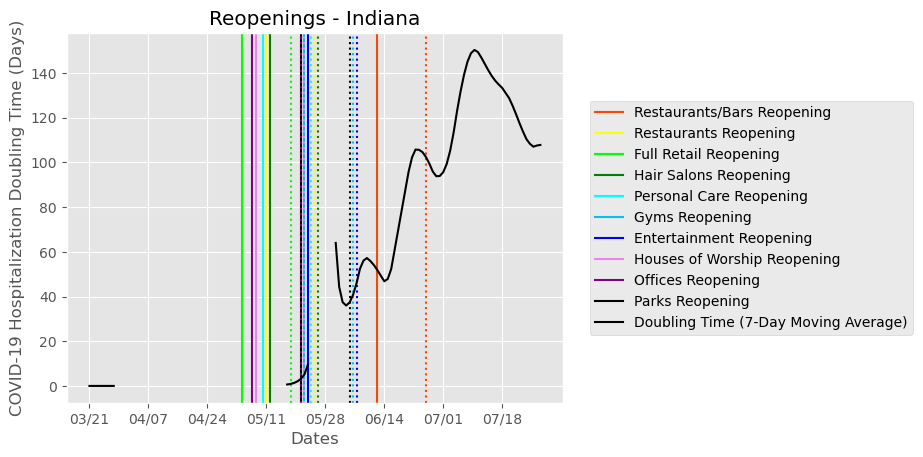 Reopenings - Indiana
COVID-19 Hospitalization Doubling Time (Days)
140
120
100
80
60
40
20
0
03/21 04/07 04/24 05/11 05/28 06/14 07/01 07/18
Dates
Restaurants/Bars Reopening
Restaurants Reopening
Full Retail Reopening
Hair Salons Reopening
Personal Care Reopening
Gyms Reopening
Entertainment Reopening
Houses of Worship Reopening
Offices Reopening
Parks Reopening
Doubling Time (7-Day Moving Average)